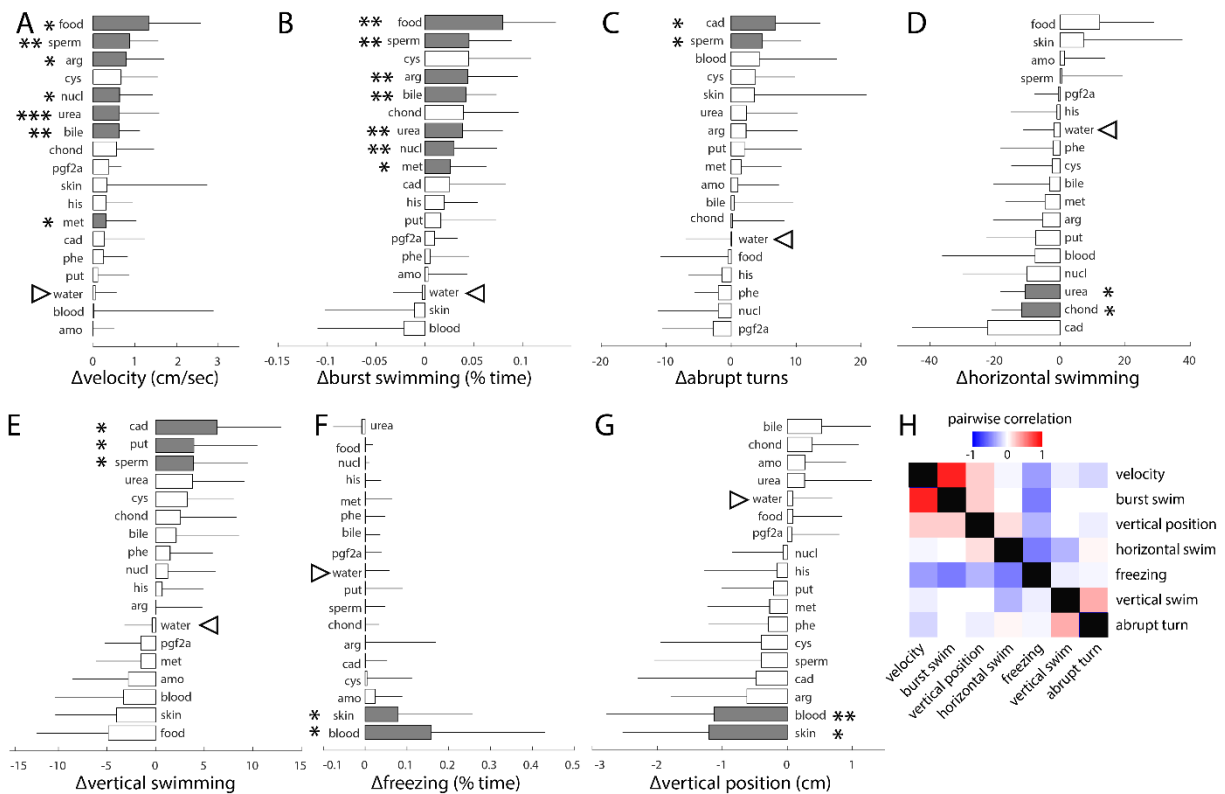 A
* food
** sperm
* arg
cys
* nucl
*** urea
** bile
chond
pgf2a
skin
his
* met
cad
phe
put
water
blood
amo
0 1 2 3
Δvelocity (cm/sec)
B
** food
** sperm
cys
** arg
** bile
chond
** urea
** nucl
* met
cad
his
put
pgf2a
phe
amo
water
skin
blood
-0.15 -0.1 -0.05 0 0.05 0.1
Δburst swimming (% time)
C
* cad
* sperm
blood
cys
skin
urea
arg
put
met
amo
bile
chond
water
food
his
phe
nucl
pgf2a
-20 -10 0 10 20
Δabrupt turns
D
food
skin
amo
sperm
pgf2a
his
water
phe
cys
bile
met
arg
put
blood
nucl
urea *
chond *
cad
-40 -20 0 20 40
Δhorizontal swimming
E
* cad
* put
* sperm
urea
cys
chond
bile
phe
nucl
his
arg
water
pgf2a
met
amo
blood
skin
food
-15 -10 -5 0 5 10 15
Δvertical swimming
F
urea
food
nucl
his
met
phe
bile
pgf2a
water
put
sperm
chond
arg
cad
cys
amo
* skin
* blood
-0.1 0 0.1 0.2 0.3 0.4 0.5
Δfreezing (% time)
G
bile
chond
amo
urea
water
food
pgf2a
nucl
his
put
met
phe
cys
sperm
cad
arg
blood **
skin *
-3 -2 -1 0 1
Δvertical position (cm)
H
pairwise correlation
-1 0 1
velocity
burst swim
vertical position
horizontal swim
freezing
vertical swim
abrupt turn
velocity
burst swim
vertical position
horizontal swim
freezing
vertical swim
abrupt turn